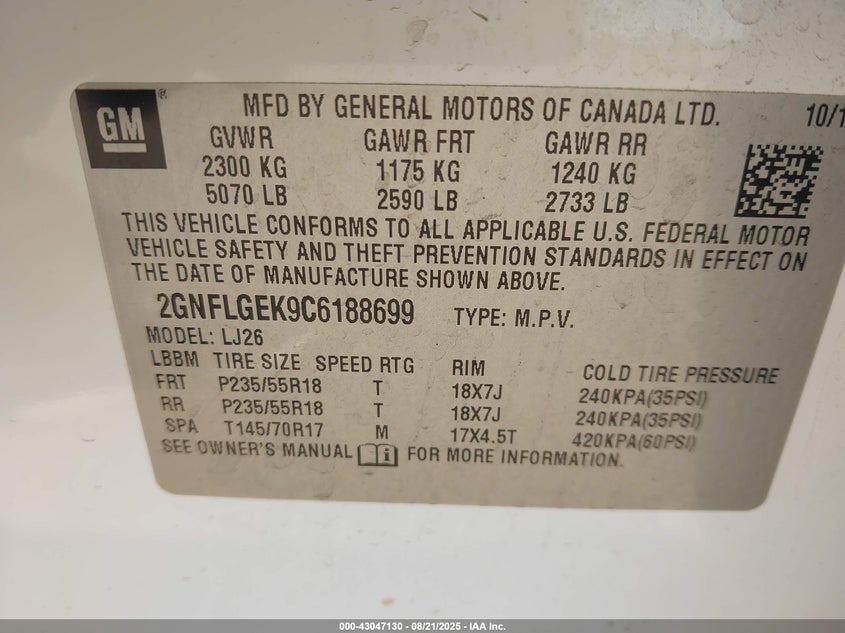 GM ® MFD BY GENERAL MOTORS OF CANADA LTD. 10/1
GVWR GAWR FRT GAWR RR
2300 KG 1175 KG 1240 KG
5070 LB 2590 LB 2733 LB
THIS VEHICLE CONFORMS TO ALL APPLICABLE U.S. FEDERAL MOTOR
VEHICLE SAFETY AND THEFT PREVENTION STANDARDS IN EFFECT ON
THE DATE OF MANUFACTURE SHOWN ABOVE.
2GNFLGEK9C6188699 TYPE: M.P.V.
MODEL: LJ26
LBBM TIRE SIZE SPEED RTG RIM COLD TIRE PRESSURE
FRT P235/55R18 T 18X7J 240KPA(35PSI)
RR P235/55R18 T 18X7J 240KPA(35PSI)
SPA T145/70R17 M 17X4.5T 420KPA(60PSI)
SEE OWNER'S MANUAL i FOR MORE INFORMATION.
000-43047130 - 08/21/2025 - IAA Inc.